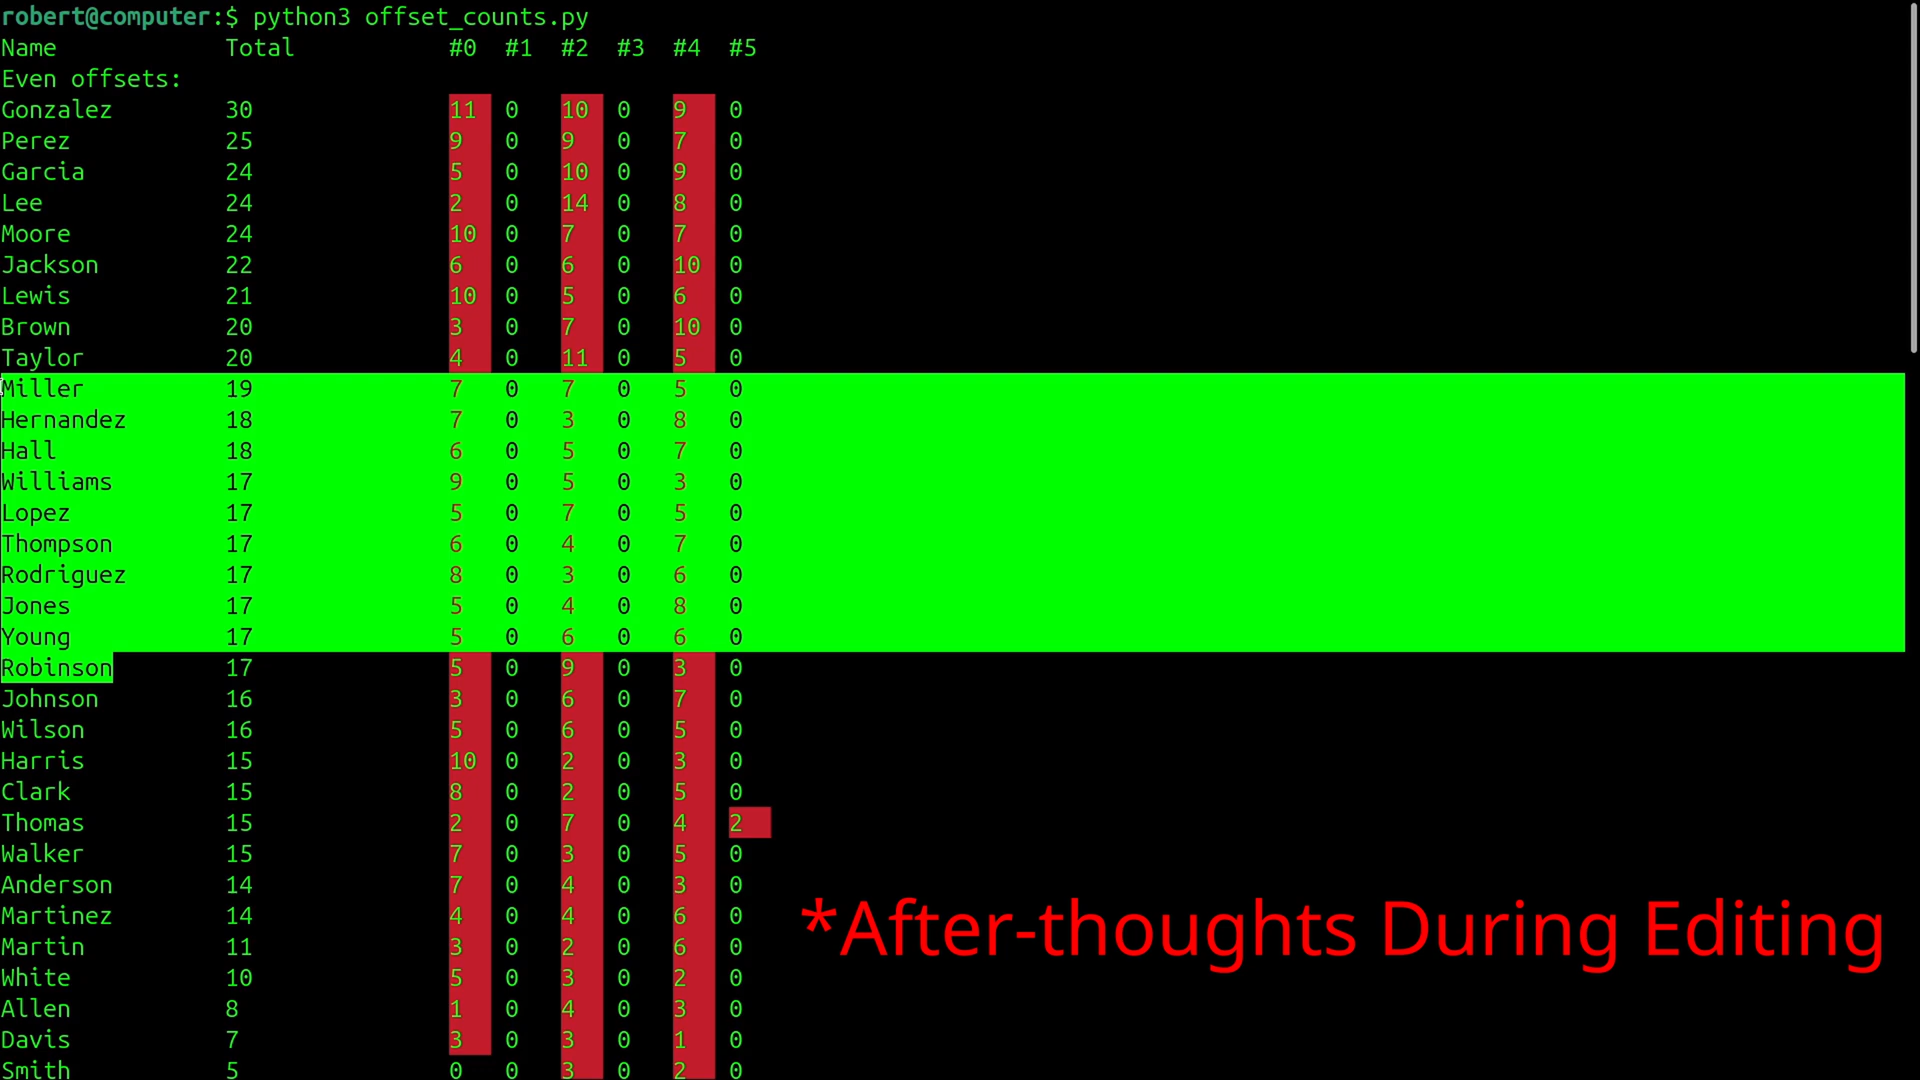 robert@computer:$ python3 offset_counts.py
Name Total #0 #1 #2 #3 #4 #5
Even offsets:
Gonzalez 30 11 0 10 0 9 0
Perez 25 9 0 9 0 7 0
Garcia 24 5 0 10 0 9 0
Lee 24 2 0 14 0 8 0
Moore 24 10 0 7 0 7 0
Jackson 22 6 0 6 0 10 0
Lewis 21 10 0 5 0 6 0
Brown 20 3 0 7 0 10 0
Taylor 20 4 0 11 0 5 0
Miller 19 7 0 7 0 5 0
Hernandez 18 7 0 3 0 8 0
Hall 18 6 0 5 0 7 0
Williams 17 9 0 5 0 3 0
Lopez 17 5 0 7 0 5 0
Thompson 17 6 0 4 0 7 0
Rodriguez 17 8 0 3 0 6 0
Jones 17 5 0 4 0 8 0
Young 17 5 0 6 0 6 0
Robinson 17 5 0 9 0 3 0
Johnson 16 3 0 6 0 7 0
Wilson 16 5 0 6 0 5 0
Harris 15 10 0 2 0 3 0
Clark 15 8 0 2 0 5 0
Thomas 15 2 0 7 0 4 2
Walker 15 7 0 3 0 5 0
Anderson 14 7 0 4 0 3 0
Martinez 14 4 0 4 0 6 0
Martin 11 3 0 2 0 6 0
White 10 5 0 3 0 2 0
Allen 8 1 0 4 0 3 0
Davis 7 3 0 3 0 1 0
Smith 5 0 0 3 0 2 0
*After-thoughts During Editing